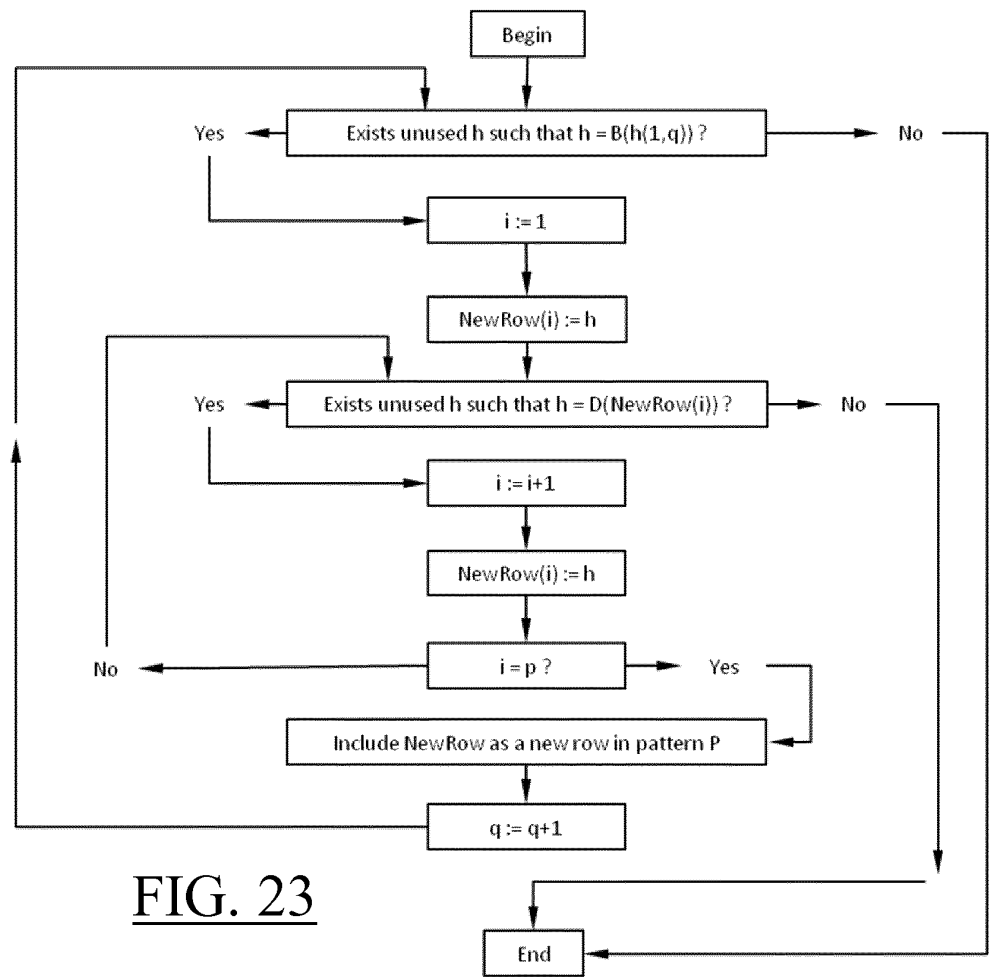 Begin
Exists unused h such that h = B(h(1,q)) ?
Yes
No
i := 1
NewRow(i) := h
Exists unused h such that h = D(NewRow(i)) ?
Yes
No
i := i+1
NewRow(i) := h
i = p ?
No
Yes
Include NewRow as a new row in pattern P
q := q+1
FIG. 23
End